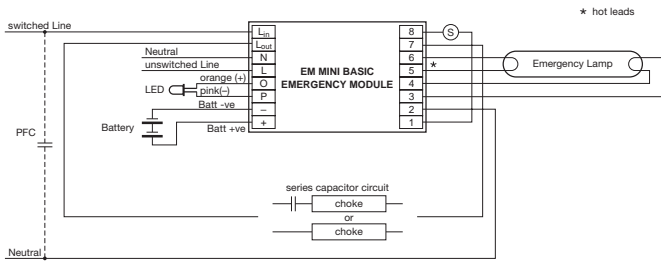 * hot leads
switched Line
Lin
Lout
N
L
O
P
–
+
Neutral
unswitched Line
orange (+)
LED
pink(–)
Batt -ve
Battery
Batt +ve
PFC
EM MINI BASIC
EMERGENCY MODULE
8
7
6
5
4
3
2
1
S
*
Emergency Lamp
series capacitor circuit
choke
or
choke
Neutral